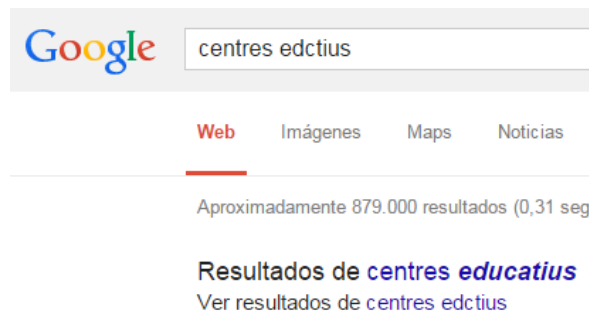 Google centres edctius
Web Imágenes Maps Noticias
Aproximadamente 879.000 resultados (0,31 seg
Resultados de centres educatius
Ver resultados de centres edctius